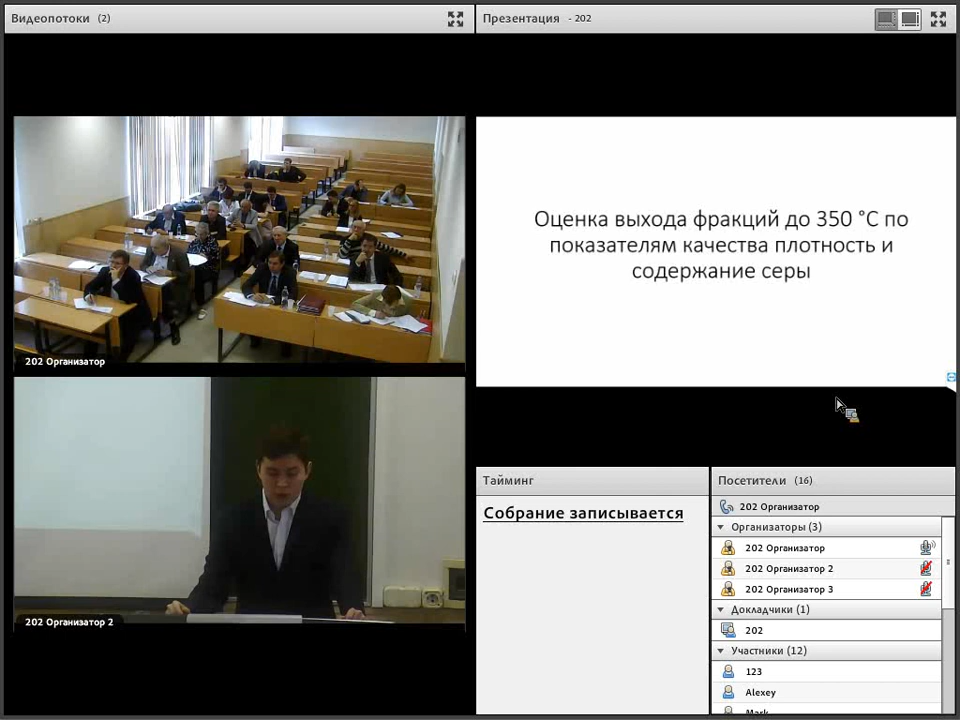 Видеопотоки (2)
Презентация - 202
202 Организатор
Оценка выхода фракций до 350 °C по
показателям качества плотность и
содержание серы
202 Организатор 2
Тайминг
Собрание записывается
Посетители (16)
202 Организатор
Организаторы (3)
202 Организатор
202 Организатор 2
202 Организатор 3
Докладчики (1)
202
Участники (12)
123
Alexey
Mark